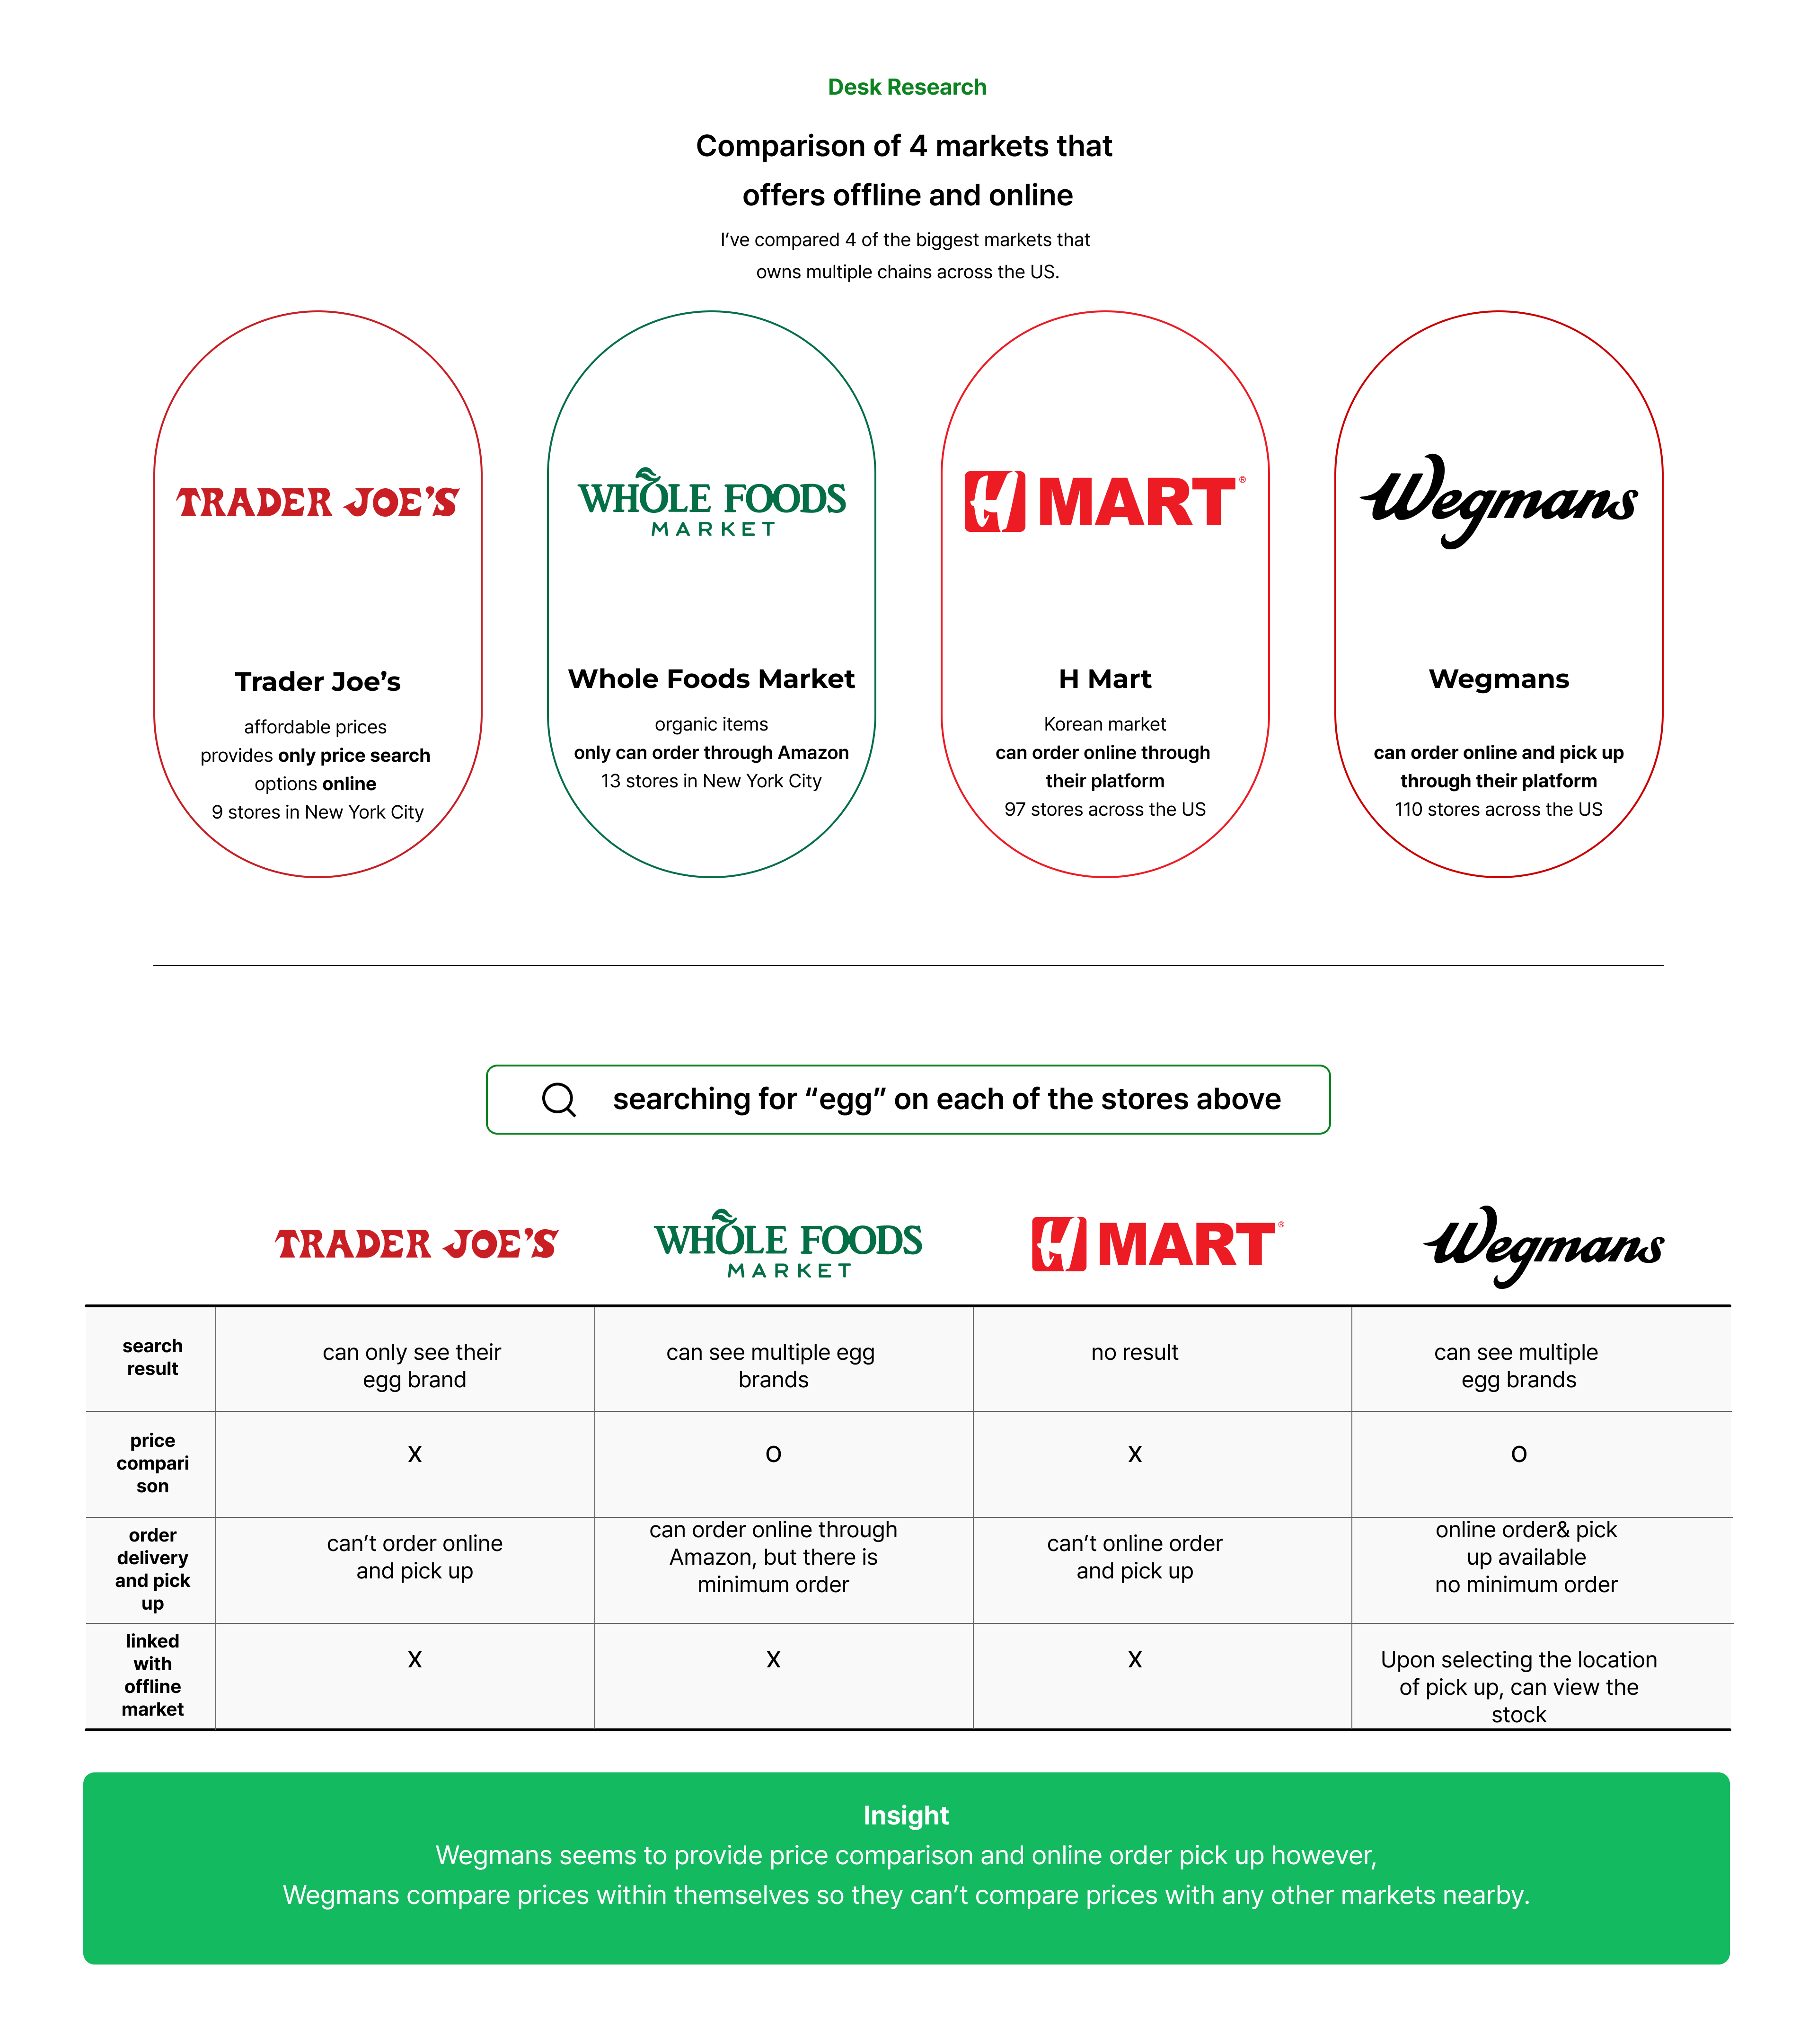 Desk Research
Comparison of 4 markets that
offers offline and online
I’ve compared 4 of the biggest markets that
owns multiple chains across the US.
TRADER JOE’S
Trader Joe’s
affordable prices
provides only price search
options online
9 stores in New York City
WHOLE FOODS
MARKET
Whole Foods Market
organic items
only can order through Amazon
13 stores in New York City
H MART®
H Mart
Korean market
can order online through
their platform
97 stores across the US
Wegmans
Wegmans
can order online and pick up
through their platform
110 stores across the US
searching for “egg” on each of the stores above
TRADER JOE’S
WHOLE FOODS
MARKET
H MART®
Wegmans
search
result
can only see their
egg brand
can see multiple egg
brands
no result
can see multiple
egg brands
price
compari
son
X
O
X
O
order
delivery
and pick
up
can’t order online
and pick up
can order online through
Amazon, but there is
minimum order
can’t online order
and pick up
online order& pick
up available
no minimum order
linked
with
offline
market
X
X
X
Upon selecting the location
of pick up, can view the
stock
Insight
Wegmans seems to provide price comparison and online order pick up however,
Wegmans compare prices within themselves so they can’t compare prices with any other markets nearby.